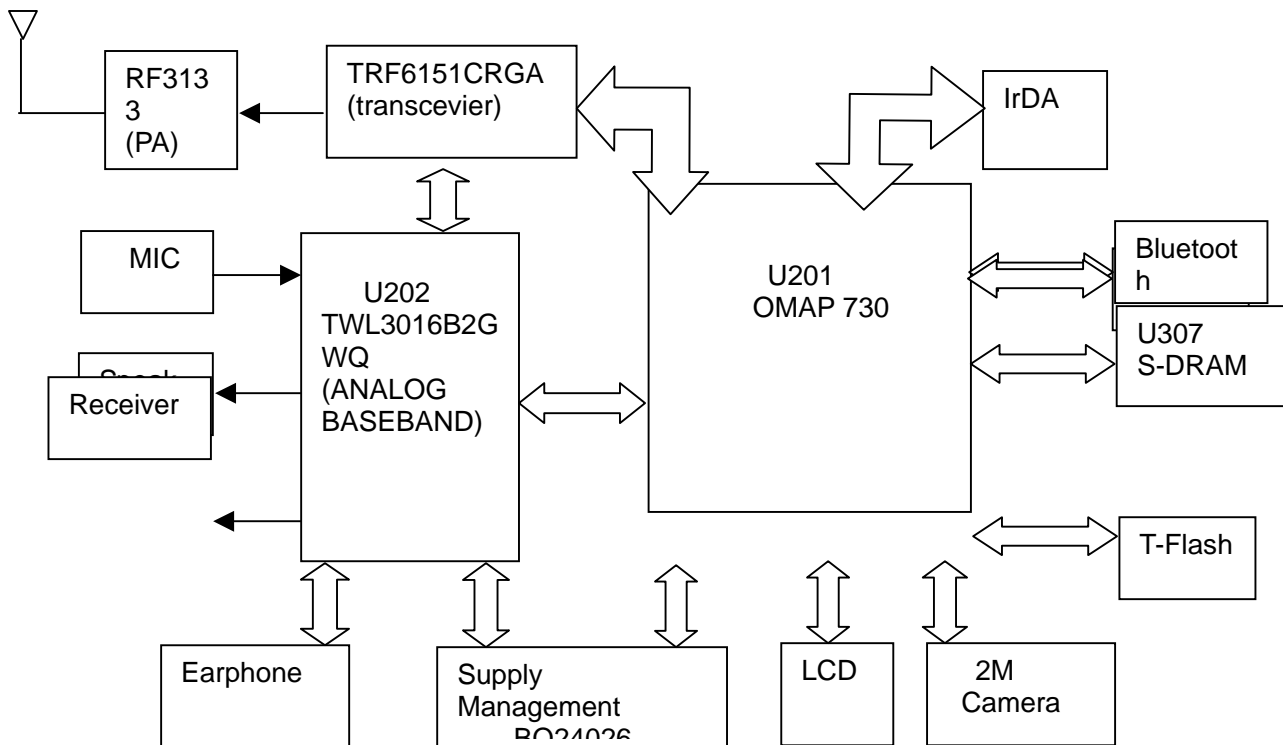 RF313
3
(PA)
TRF6151CRGA
(transcevier)
IrDA
MIC
U202
TWL3016B2G
WQ
(ANALOG
BASEBAND)
U201
OMAP 730
Bluetoot
h
U307
S-DRAM
Receiver
T-Flash
Earphone
Supply
Management
BQ24026
LCD
2M
Camera